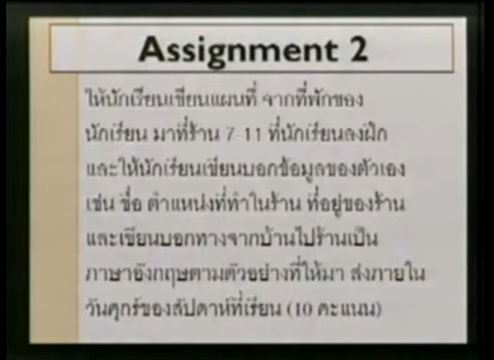 Assignment 2
ให้นักเรียนเขียนแผนที่ จากที่พักของ
นักเรียน มาที่ร้าน 7-11 ที่นักเรียนลงฝึก
และให้นักเรียนเขียนบอกข้อมูลของตัวเอง
เช่น ชื่อ ตำแหน่งที่ทำในร้าน ที่อยู่ของร้าน
และเขียนบอกทางจากบ้านไปร้านเป็น
ภาษาอังกฤษตามตัวอย่างที่ให้มา ส่งภายใน
วันศุกร์ของสัปดาห์ที่เรียน (10 คะแนน)